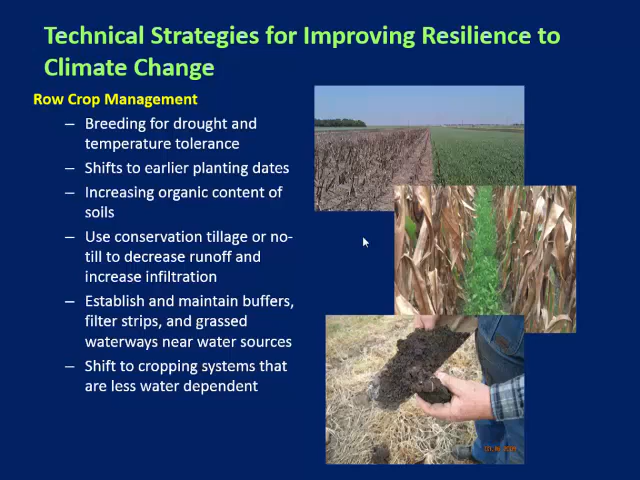 Technical Strategies for Improving Resilience to
Climate Change
Row Crop Management
– Breeding for drought and
temperature tolerance
– Shifts to earlier planting dates
– Increasing organic content of
soils
– Use conservation tillage or no-
till to decrease runoff and
increase infiltration
– Establish and maintain buffers,
filter strips, and grassed
waterways near water sources
– Shift to cropping systems that
are less water dependent